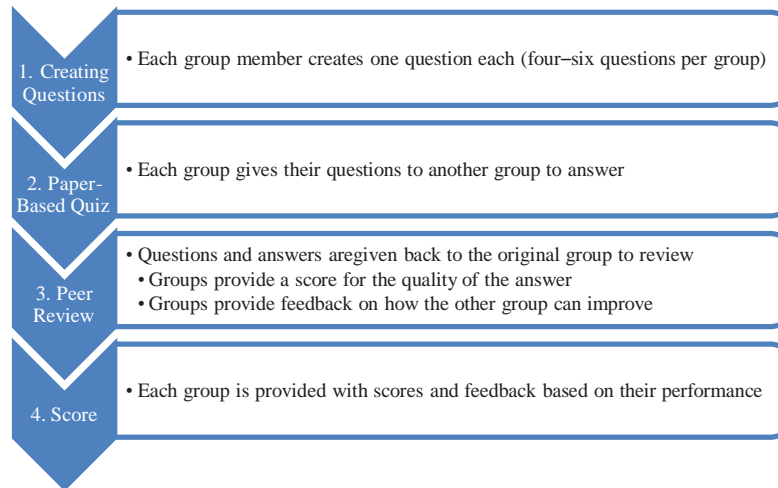 1. Creating
Questions
• Each group member creates one question each (four–six questions per group)
2. Paper-
Based Quiz
• Each group gives their questions to another group to answer
3. Peer
Review
• Questions and answers aregiven back to the original group to review
• Groups provide a score for the quality of the answer
• Groups provide feedback on how the other group can improve
4. Score
• Each group is provided with scores and feedback based on their performance